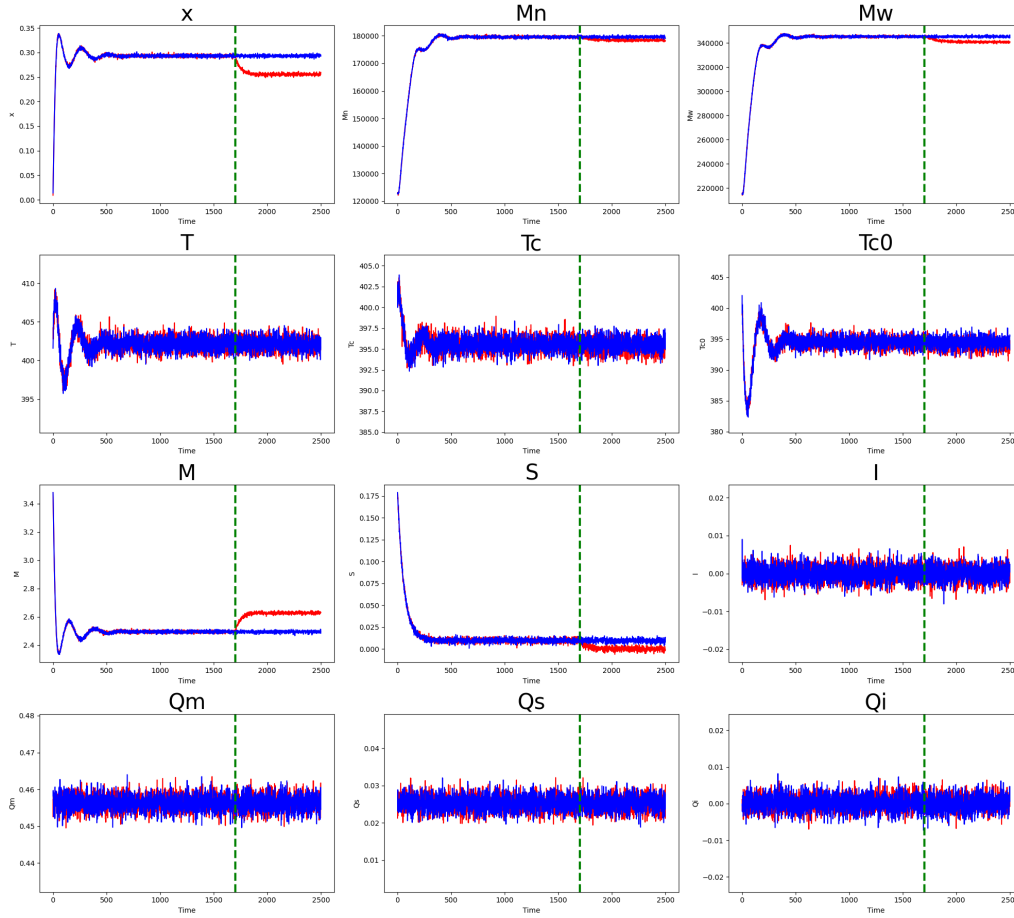 x
0.35
0.30
0.25
0.20
0.15
0.10
0.05
0.00
x
0 500 1000 1500 2000 2500
Time
Mn
180000
170000
160000
150000
140000
130000
120000
Mn
0 500 1000 1500 2000 2500
Time
Mw
340000
320000
300000
280000
260000
240000
220000
Mw
0 500 1000 1500 2000 2500
Time
T
410
405
400
395
T
0 500 1000 1500 2000 2500
Time
Tc
405.0
402.5
400.0
397.5
395.0
392.5
390.0
387.5
385.0
Tc
0 500 1000 1500 2000 2500
Time
Tc0
405
400
395
390
385
380
Tc0
0 500 1000 1500 2000 2500
Time
M
3.4
3.2
3.0
2.8
2.6
2.4
M
0 500 1000 1500 2000 2500
Time
S
0.175
0.150
0.125
0.100
0.075
0.050
0.025
0.000
S
0 500 1000 1500 2000 2500
Time
I
0.02
0.01
0.00
−0.01
−0.02
I
0 500 1000 1500 2000 2500
Time
Qm
0.48
0.47
0.46
0.45
0.44
Qm
0 500 1000 1500 2000 2500
Time
Qs
0.04
0.03
0.02
0.01
Qs
0 500 1000 1500 2000 2500
Time
Qi
0.02
0.01
0.00
−0.01
−0.02
Qi
0 500 1000 1500 2000 2500
Time